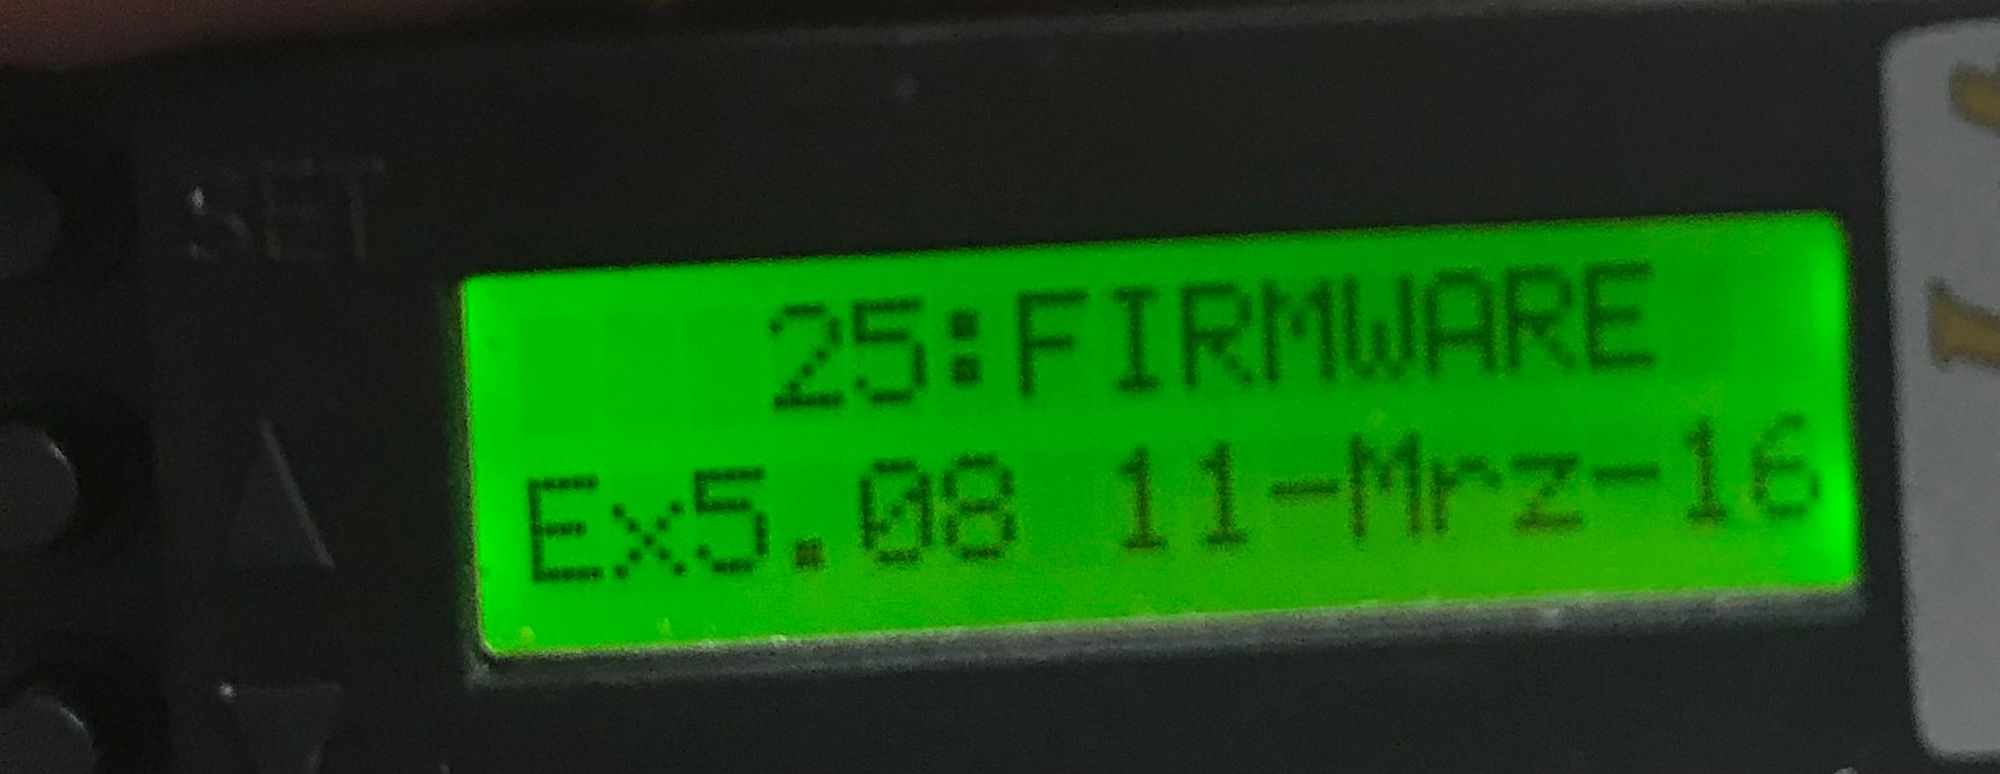 SET
25:FIRMWARE
Ex5.08 11-Mrz-16